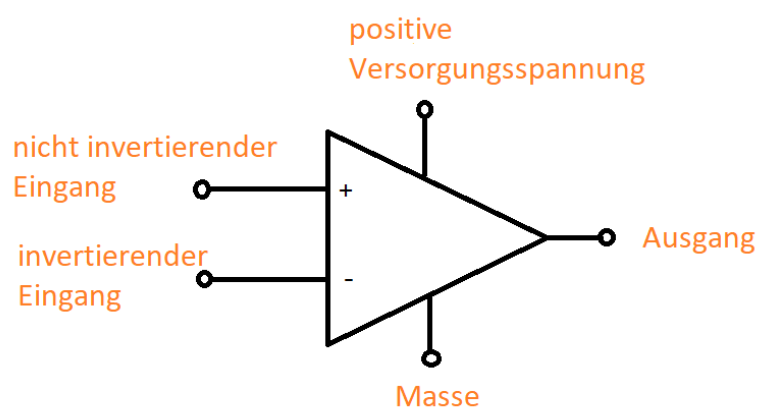 positive
Versorgungsspannung
nicht invertierender
Eingang
+
invertierender
Eingang
-
Ausgang
Masse